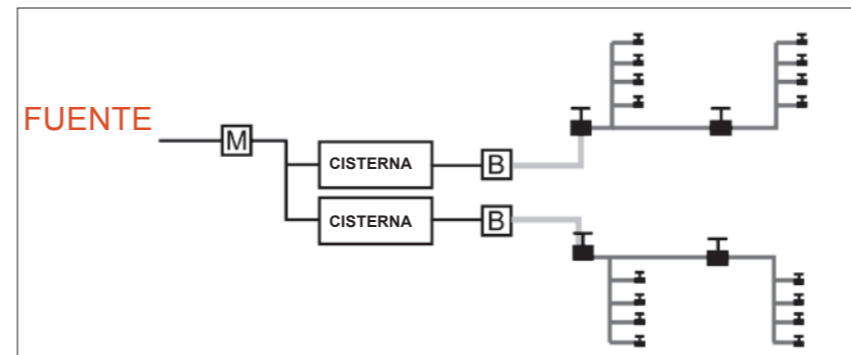 FUENTE
M
CISTERNA
B
CISTERNA
B